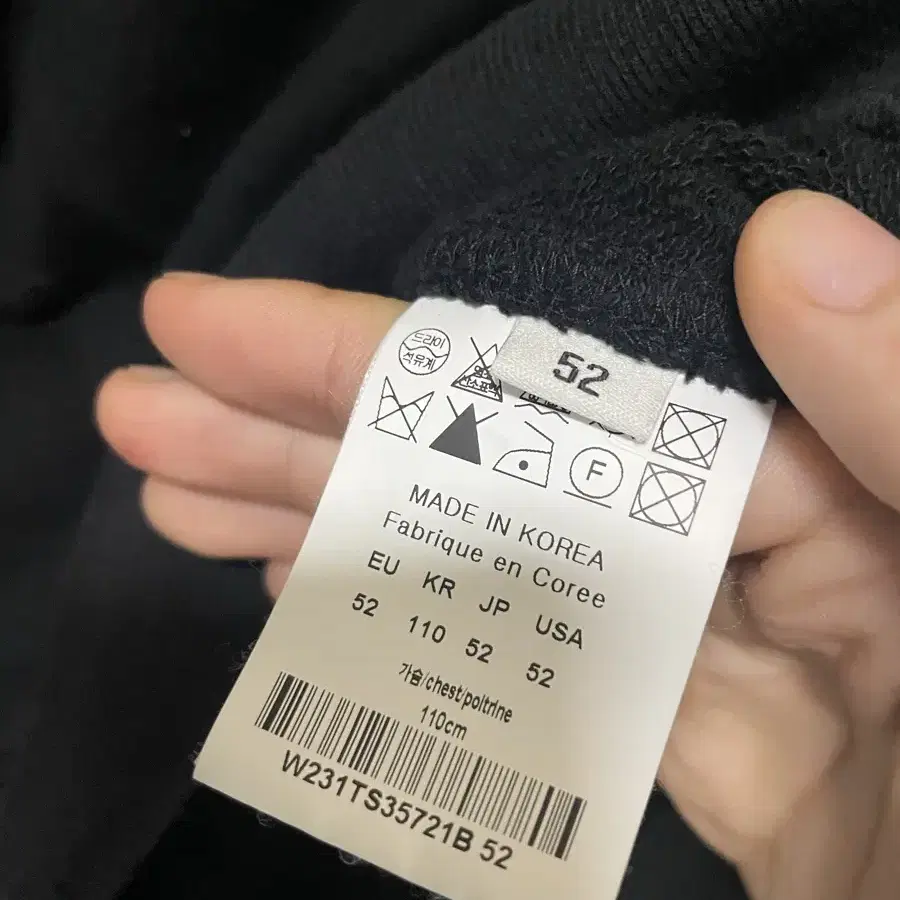 드라이
석유계
52
F
MADE IN KOREA
Fabrique en Coree
EU KR JP USA
52 110 52 52
가슴/chest/poltrine
110cm
W231TS35721B 52